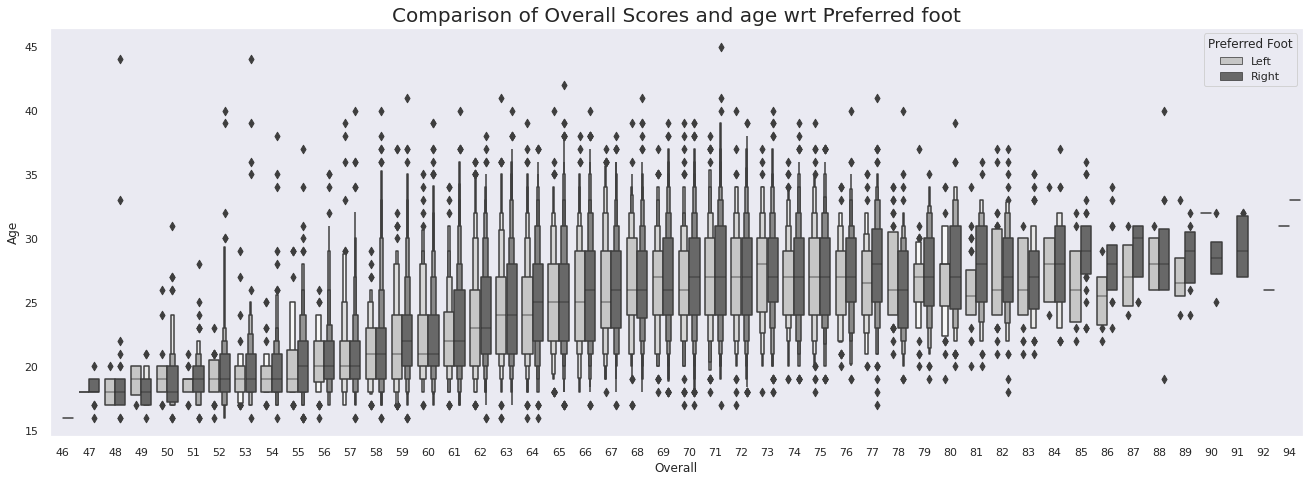 Comparison of Overall Scores and age wrt Preferred foot
Preferred Foot
Left
Right
45
40
35
30
25
20
15
Age
46 47 48 49 50 51 52 53 54 55 56 57 58 59 60 61 62 63 64 65 66 67 68 69 70 71 72 73 74 75 76 77 78 79 80 81 82 83 84 85 86 87 88 89 90 91 92 94
Overall